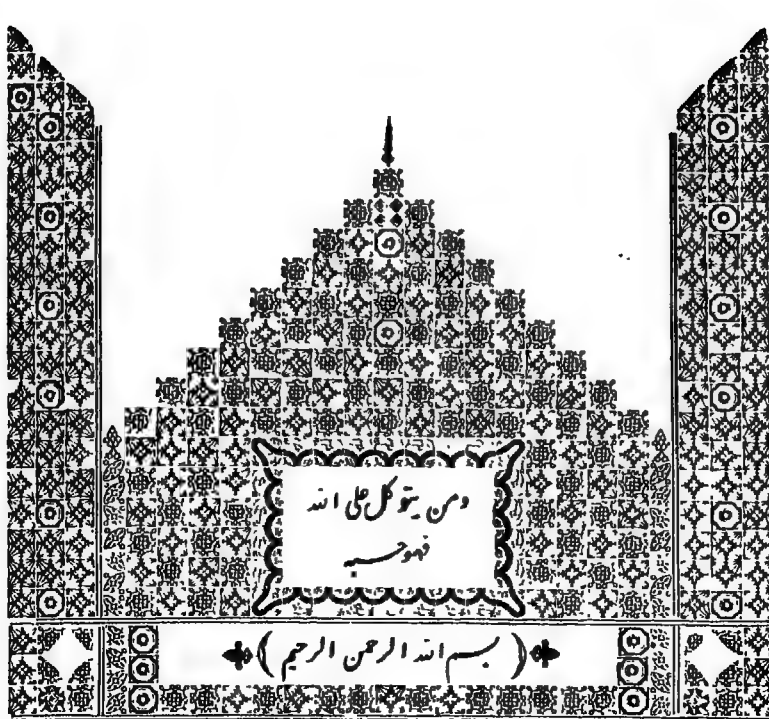 ومن يتوكل على الله
فهو حسبه
بسم الله الرحمن الرحيم